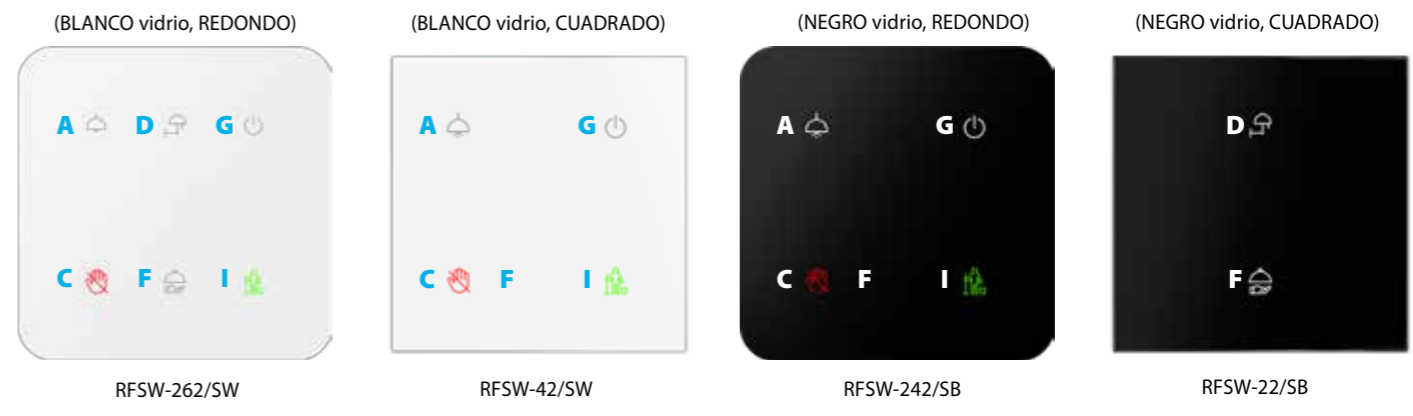 (BLANCO vidrio, REDONDO) (BLANCO vidrio, CUADRADO) (NEGRO vidrio, REDONDO) (NEGRO vidrio, CUADRADO)
A D G A G A G D
C F I C F I C F I F
RFSW-262/SW RFSW-42/SW RFSW-242/SB RFSW-22/SB